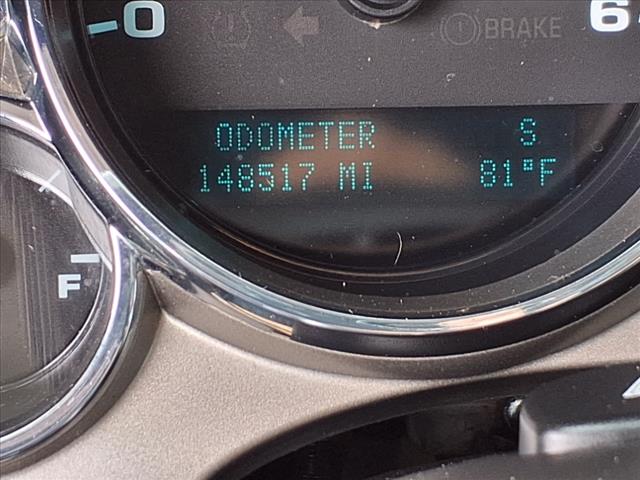 0 BRAKE 6
ODOMETER S
148517 MI 81°F
F